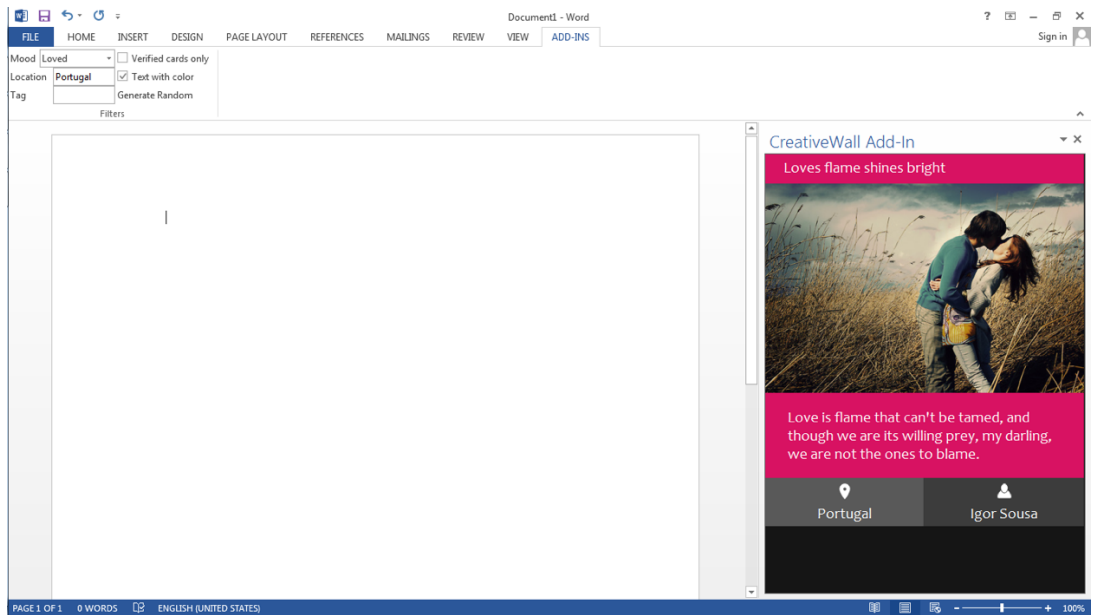 Document1 - Word
?
FILE HOME INSERT DESIGN PAGE LAYOUT REFERENCES MAILINGS REVIEW VIEW ADD-INS
Sign in
Mood Loved Verified cards only
Location Portugal Text with color
Tag Generate Random
Filters
CreativeWall Add-In
Loves flame shines bright
Love is flame that can't be tamed, and
though we are its willing prey, my darling,
we are not the ones to blame.
Portugal
Igor Sousa
PAGE 1 OF 1 0 WORDS ENGLISH (UNITED STATES)
100%